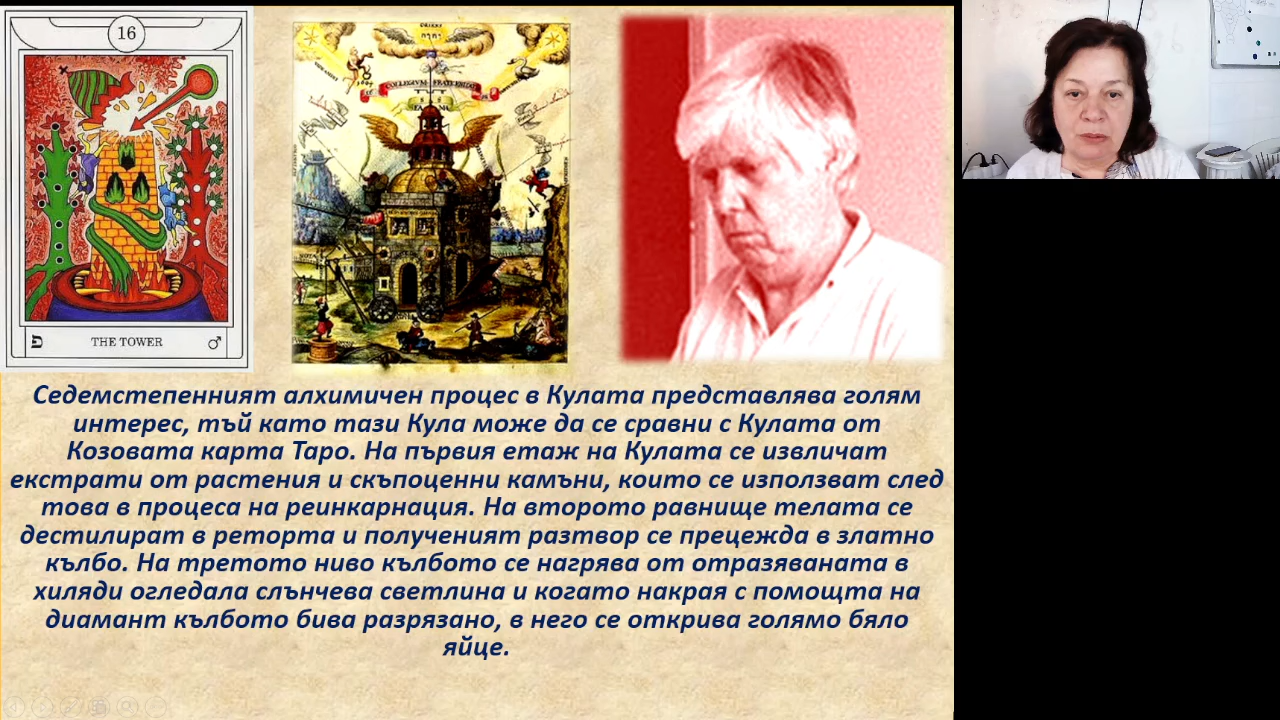 16
THE TOWER
COLLEGIUM FRATERNITATIS
Седемстепенният алхимичен процес в Кулата представлява голям
интерес, тъй като тази Кула може да се сравни с Кулата от
Козовата карта Таро. На първия етаж на Кулата се извличат
екстрати от растения и скъпоценни камъни, които се използват след
това в процеса на реинкарнация. На второто равнище телата се
дестилират в реторта и полученият разтвор се прецежда в златно
кълбо. На третото ниво кълбото се нагрява от отразяваната в
хиляди огледала слънчева светлина и когато накрая с помощта на
диамант кълбото бива разрязано, в него се открива голямо бяло
яйце.